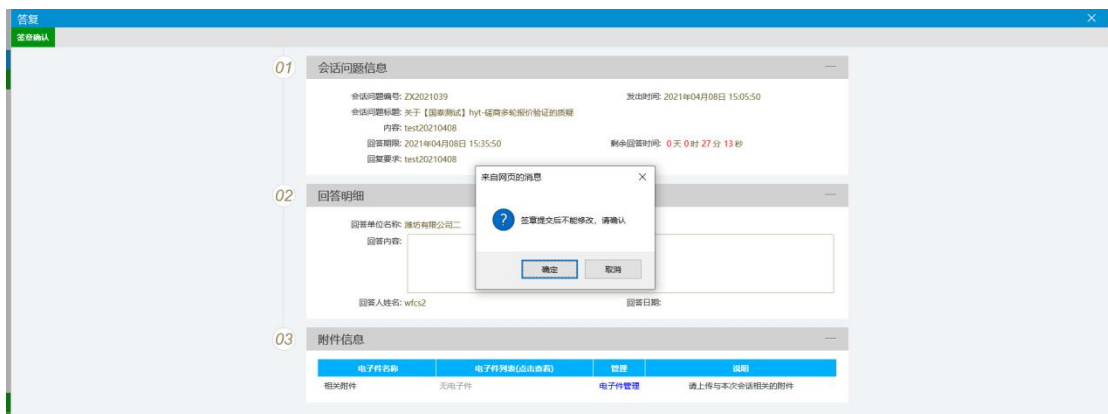 答复
签章确认
01 会话问题信息
会话问题编号: ZX2021039 发出时间: 2021年04月08日 15:05:50
会话问题标题: 关于【国泰测试】hyt-磋商多轮报价验证的质疑
内容: test20210408
回答期限: 2021年04月08日 15:35:50 剩余回答时间: 0 天 0 时 27 分 13 秒
回复要求: test20210408
来自网页的消息
签章提交后不能修改，请确认
确定 取消
02 回答明细
回答单位名称: 潍坊有限公司二
回答内容:
回答人姓名: wfcs2 回答日期:
03 附件信息
电子件名称 电子件列表(点击查看) 管理 说明
相关附件 无电子件 电子件管理 请上传与本次会话相关的附件